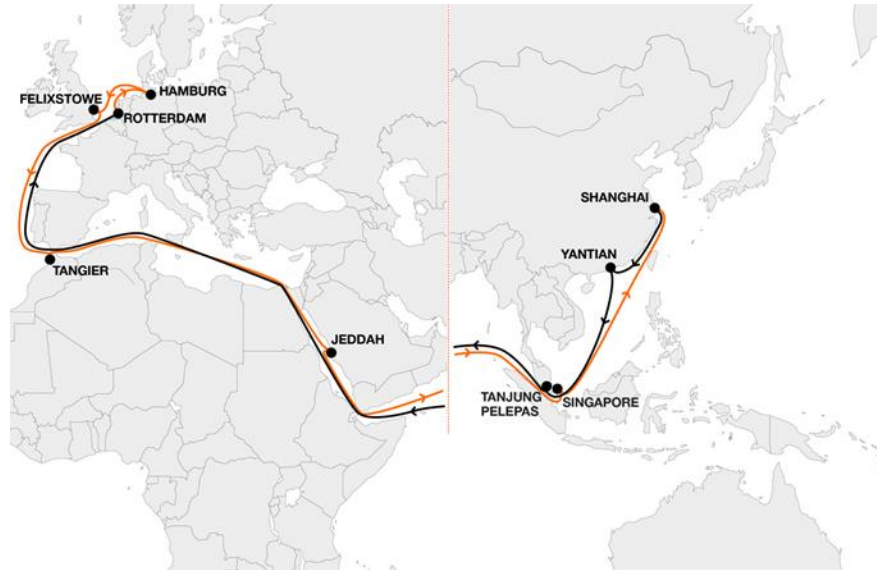 HAMBURG
FELIXSTOWE
ROTTERDAM
TANGIER
JEDDAH
SHANGHAI
YANTIAN
TANJUNG
PELEPAS
SINGAPORE